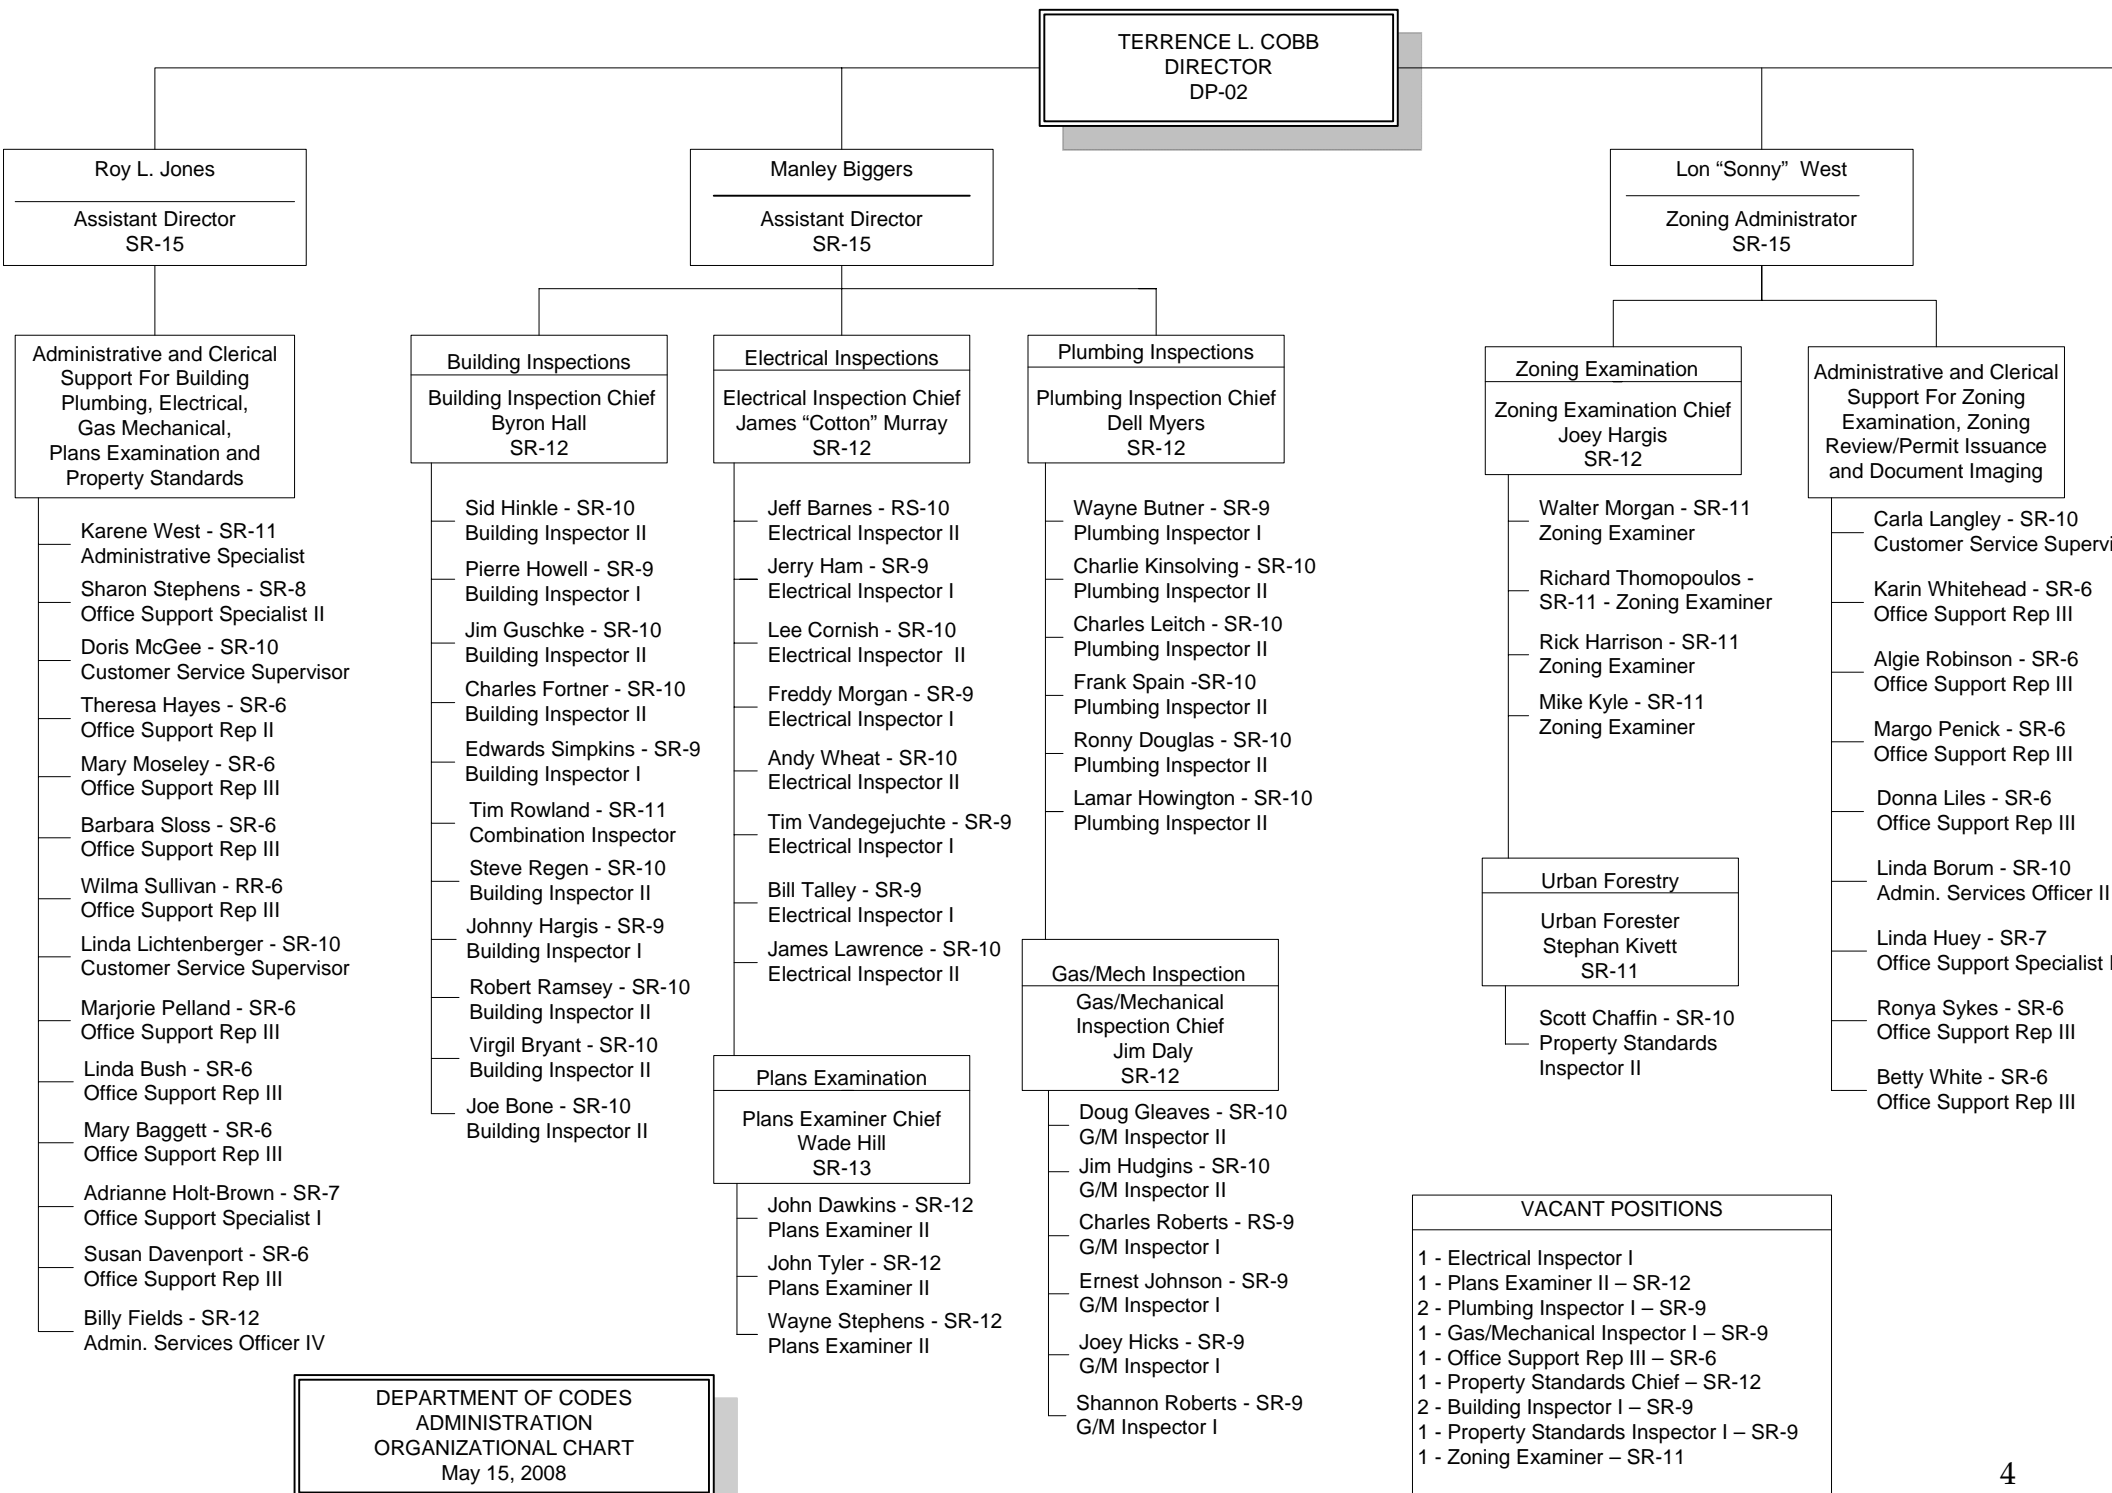 TERRENCE L. COBB
DIRECTOR
DP-02
Roy L. Jones
Assistant Director
SR-15
Manley Biggers
Assistant Director
SR-15
Lon “Sonny” West
Zoning Administrator
SR-15
Administrative and Clerical
Support For Building
Plumbing, Electrical,
Gas Mechanical,
Plans Examination and
Property Standards
Karene West - SR-11
Administrative Specialist
Sharon Stephens - SR-8
Office Support Specialist II
Doris McGee - SR-10
Customer Service Supervisor
Theresa Hayes - SR-6
Office Support Rep II
Mary Moseley - SR-6
Office Support Rep III
Barbara Sloss - SR-6
Office Support Rep III
Wilma Sullivan - RR-6
Office Support Rep III
Linda Lichtenberger - SR-10
Customer Service Supervisor
Marjorie Pelland - SR-6
Office Support Rep III
Linda Bush - SR-6
Office Support Rep III
Mary Baggett - SR-6
Office Support Rep III
Adrianne Holt-Brown - SR-7
Office Support Specialist I
Susan Davenport - SR-6
Office Support Rep III
Billy Fields - SR-12
Admin. Services Officer IV
Building Inspections
Building Inspection Chief
Byron Hall
SR-12
Sid Hinkle - SR-10
Building Inspector II
Pierre Howell - SR-9
Building Inspector I
Jim Guschke - SR-10
Building Inspector II
Charles Fortner - SR-10
Building Inspector II
Edwards Simpkins - SR-9
Building Inspector I
Tim Rowland - SR-11
Combination Inspector
Steve Regen - SR-10
Building Inspector II
Johnny Hargis - SR-9
Building Inspector I
Robert Ramsey - SR-10
Building Inspector II
Virgil Bryant - SR-10
Building Inspector II
Joe Bone - SR-10
Building Inspector II
Electrical Inspections
Electrical Inspection Chief
James “Cotton” Murray
SR-12
Jeff Barnes - RS-10
Electrical Inspector II
Jerry Ham - SR-9
Electrical Inspector I
Lee Cornish - SR-10
Electrical Inspector II
Freddy Morgan - SR-9
Electrical Inspector I
Andy Wheat - SR-10
Electrical Inspector II
Tim Vandegejuchte - SR-9
Electrical Inspector I
Bill Talley - SR-9
Electrical Inspector I
James Lawrence - SR-10
Electrical Inspector II
Plans Examination
Plans Examiner Chief
Wade Hill
SR-13
John Dawkins - SR-12
Plans Examiner II
John Tyler - SR-12
Plans Examiner II
Wayne Stephens - SR-12
Plans Examiner II
Plumbing Inspections
Plumbing Inspection Chief
Dell Myers
SR-12
Wayne Butner - SR-9
Plumbing Inspector I
Charlie Kinsolving - SR-10
Plumbing Inspector II
Charles Leitch - SR-10
Plumbing Inspector II
Frank Spain -SR-10
Plumbing Inspector II
Ronny Douglas - SR-10
Plumbing Inspector II
Lamar Howington - SR-10
Plumbing Inspector II
Gas/Mech Inspection
Gas/Mechanical
Inspection Chief
Jim Daly
SR-12
Doug Gleaves - SR-10
G/M Inspector II
Jim Hudgins - SR-10
G/M Inspector II
Charles Roberts - RS-9
G/M Inspector I
Ernest Johnson - SR-9
G/M Inspector I
Joey Hicks - SR-9
G/M Inspector I
Shannon Roberts - SR-9
G/M Inspector I
Zoning Examination
Zoning Examination Chief
Joey Hargis
SR-12
Walter Morgan - SR-11
Zoning Examiner
Richard Thomopoulos -
SR-11 - Zoning Examiner
Rick Harrison - SR-11
Zoning Examiner
Mike Kyle - SR-11
Zoning Examiner
Urban Forestry
Urban Forester
Stephan Kivett
SR-11
Scott Chaffin - SR-10
Property Standards
Inspector II
Administrative and Clerical
Support For Zoning
Examination, Zoning
Review/Permit Issuance
and Document Imaging
Carla Langley - SR-10
Customer Service
Karin Whitehead - SR-6
Office Support Rep III
Algie Robinson - SR-6
Office Support Rep III
Margo Penick - SR-6
Office Support Rep III
Donna Liles - SR-6
Office Support Rep III
Linda Borum - SR-10
Admin. Services Officer II
Linda Huey - SR-7
Office Support Specialist
Ronya Sykes - SR-6
Office Support Rep III
Betty White - SR-6
Office Support Rep III
VACANT POSITIONS
1 - Electrical Inspector I
1 - Plans Examiner II – SR-12
2 - Plumbing Inspector I – SR-9
1 - Gas/Mechanical Inspector I – SR-9
1 - Office Support Rep III – SR-6
1 - Property Standards Chief – SR-12
2 - Building Inspector I – SR-9
1 - Property Standards Inspector I – SR-9
1 - Zoning Examiner – SR-11
DEPARTMENT OF CODES
ADMINISTRATION
ORGANIZATIONAL CHART
May 15, 2008
4